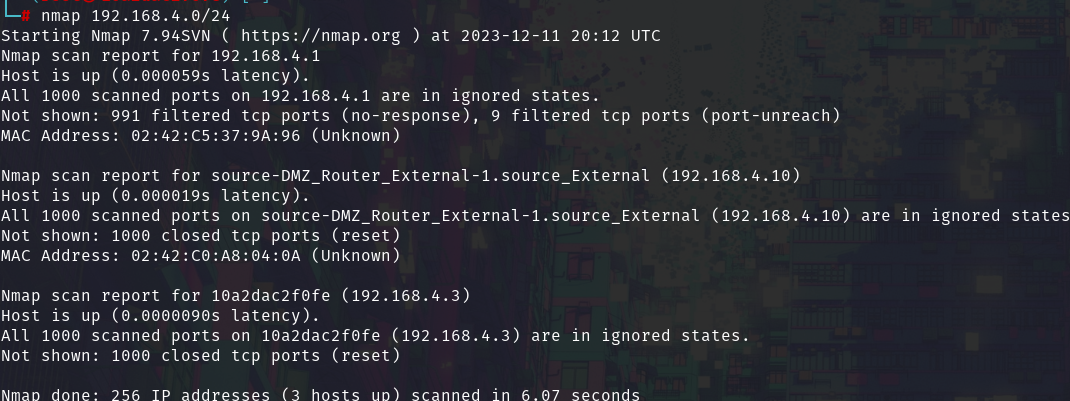 └─# nmap 192.168.4.0/24
Starting Nmap 7.94SVN ( https://nmap.org ) at 2023-12-11 20:12 UTC
Nmap scan report for 192.168.4.1
Host is up (0.000059s latency).
All 1000 scanned ports on 192.168.4.1 are in ignored states.
Not shown: 991 filtered tcp ports (no-response), 9 filtered tcp ports (port-unreach)
MAC Address: 02:42:C5:37:9A:96 (Unknown)
Nmap scan report for source-DMZ_Router_External-1.source_External (192.168.4.10)
Host is up (0.000019s latency).
All 1000 scanned ports on source-DMZ_Router_External-1.source_External (192.168.4.10) are in ignored states
Not shown: 1000 closed tcp ports (reset)
MAC Address: 02:42:C0:A8:04:0A (Unknown)
Nmap scan report for 10a2dac2f0fe (192.168.4.3)
Host is up (0.0000090s latency).
All 1000 scanned ports on 10a2dac2f0fe (192.168.4.3) are in ignored states.
Not shown: 1000 closed tcp ports (reset)
Nmap done: 256 IP addresses (3 hosts up) scanned in 6.07 seconds